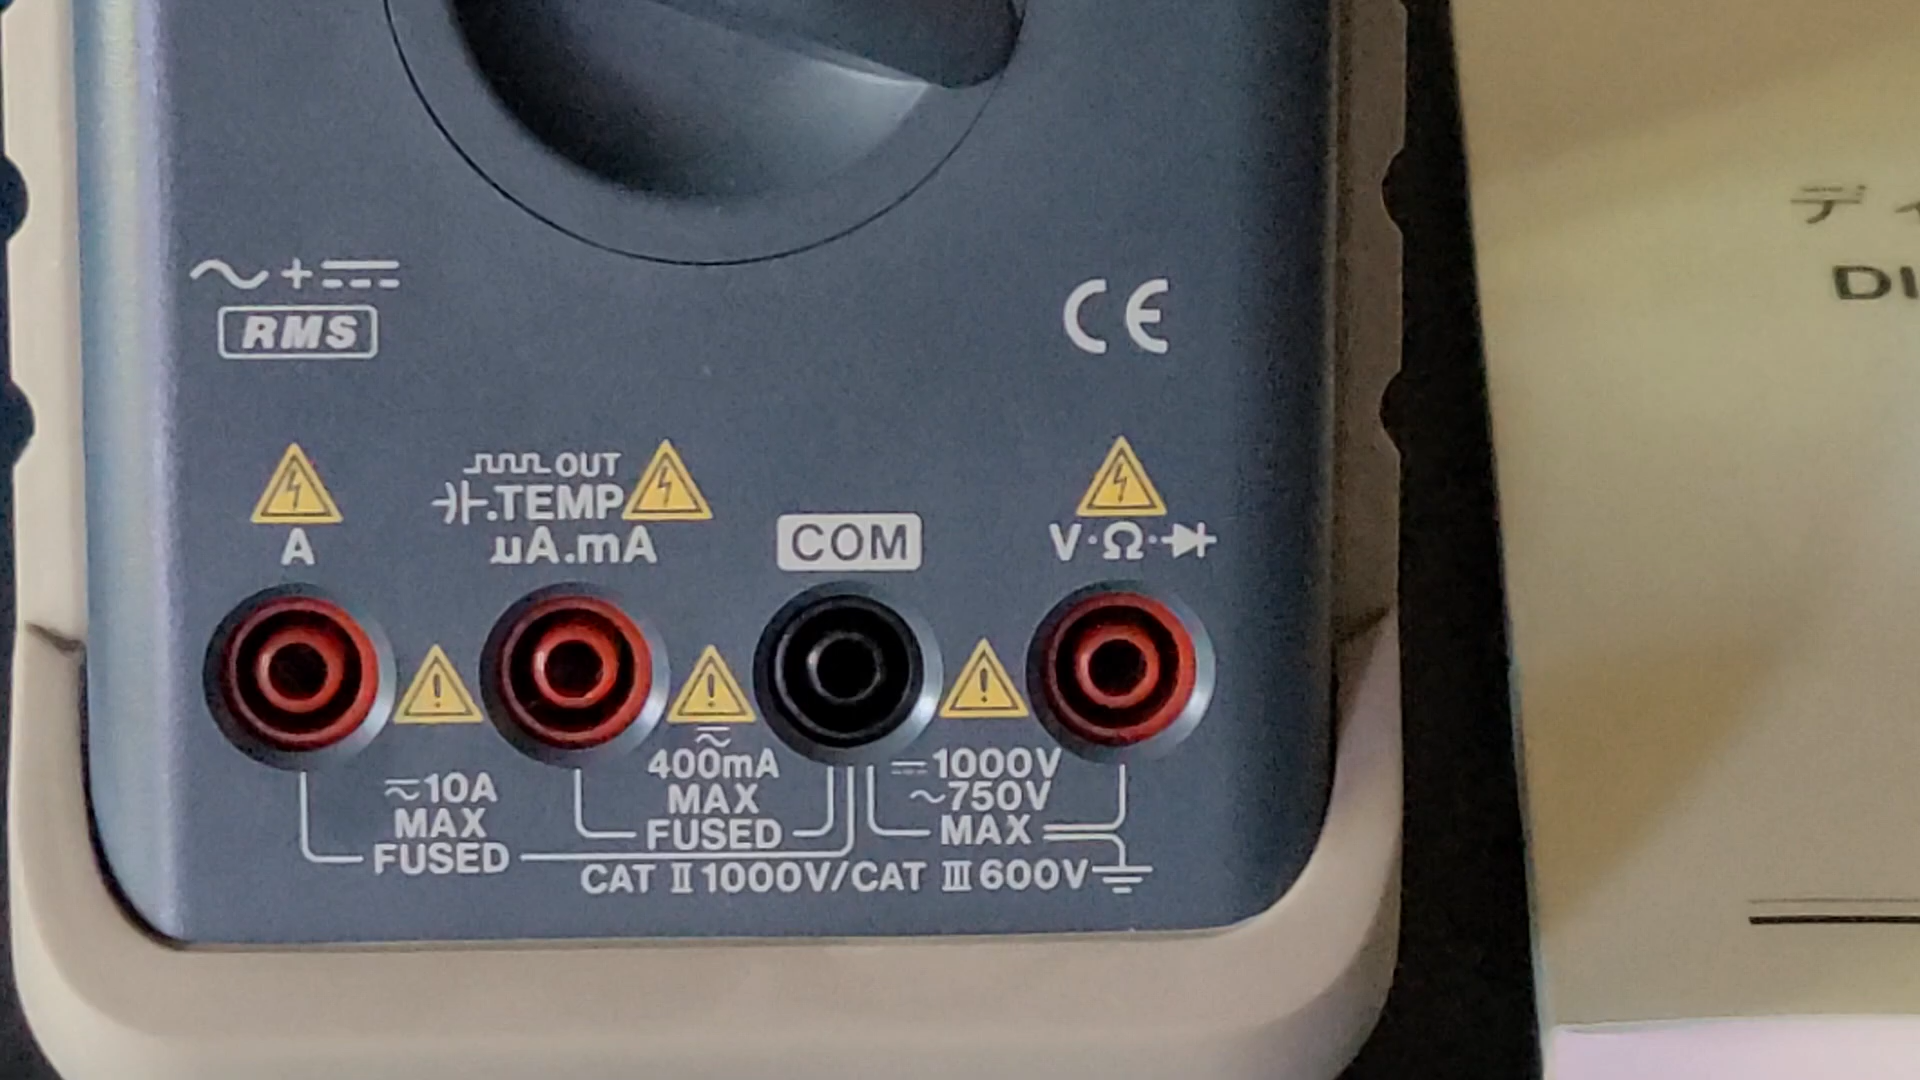 ~+⎓
RMS
CE
A
OUT
.TEMP
µA.mA
COM
V·Ω·
10A
MAX
FUSED
400mA
MAX
FUSED
⎓1000V
~750V
MAX
CAT Ⅱ 1000V/CAT Ⅲ 600V
ディ
DI